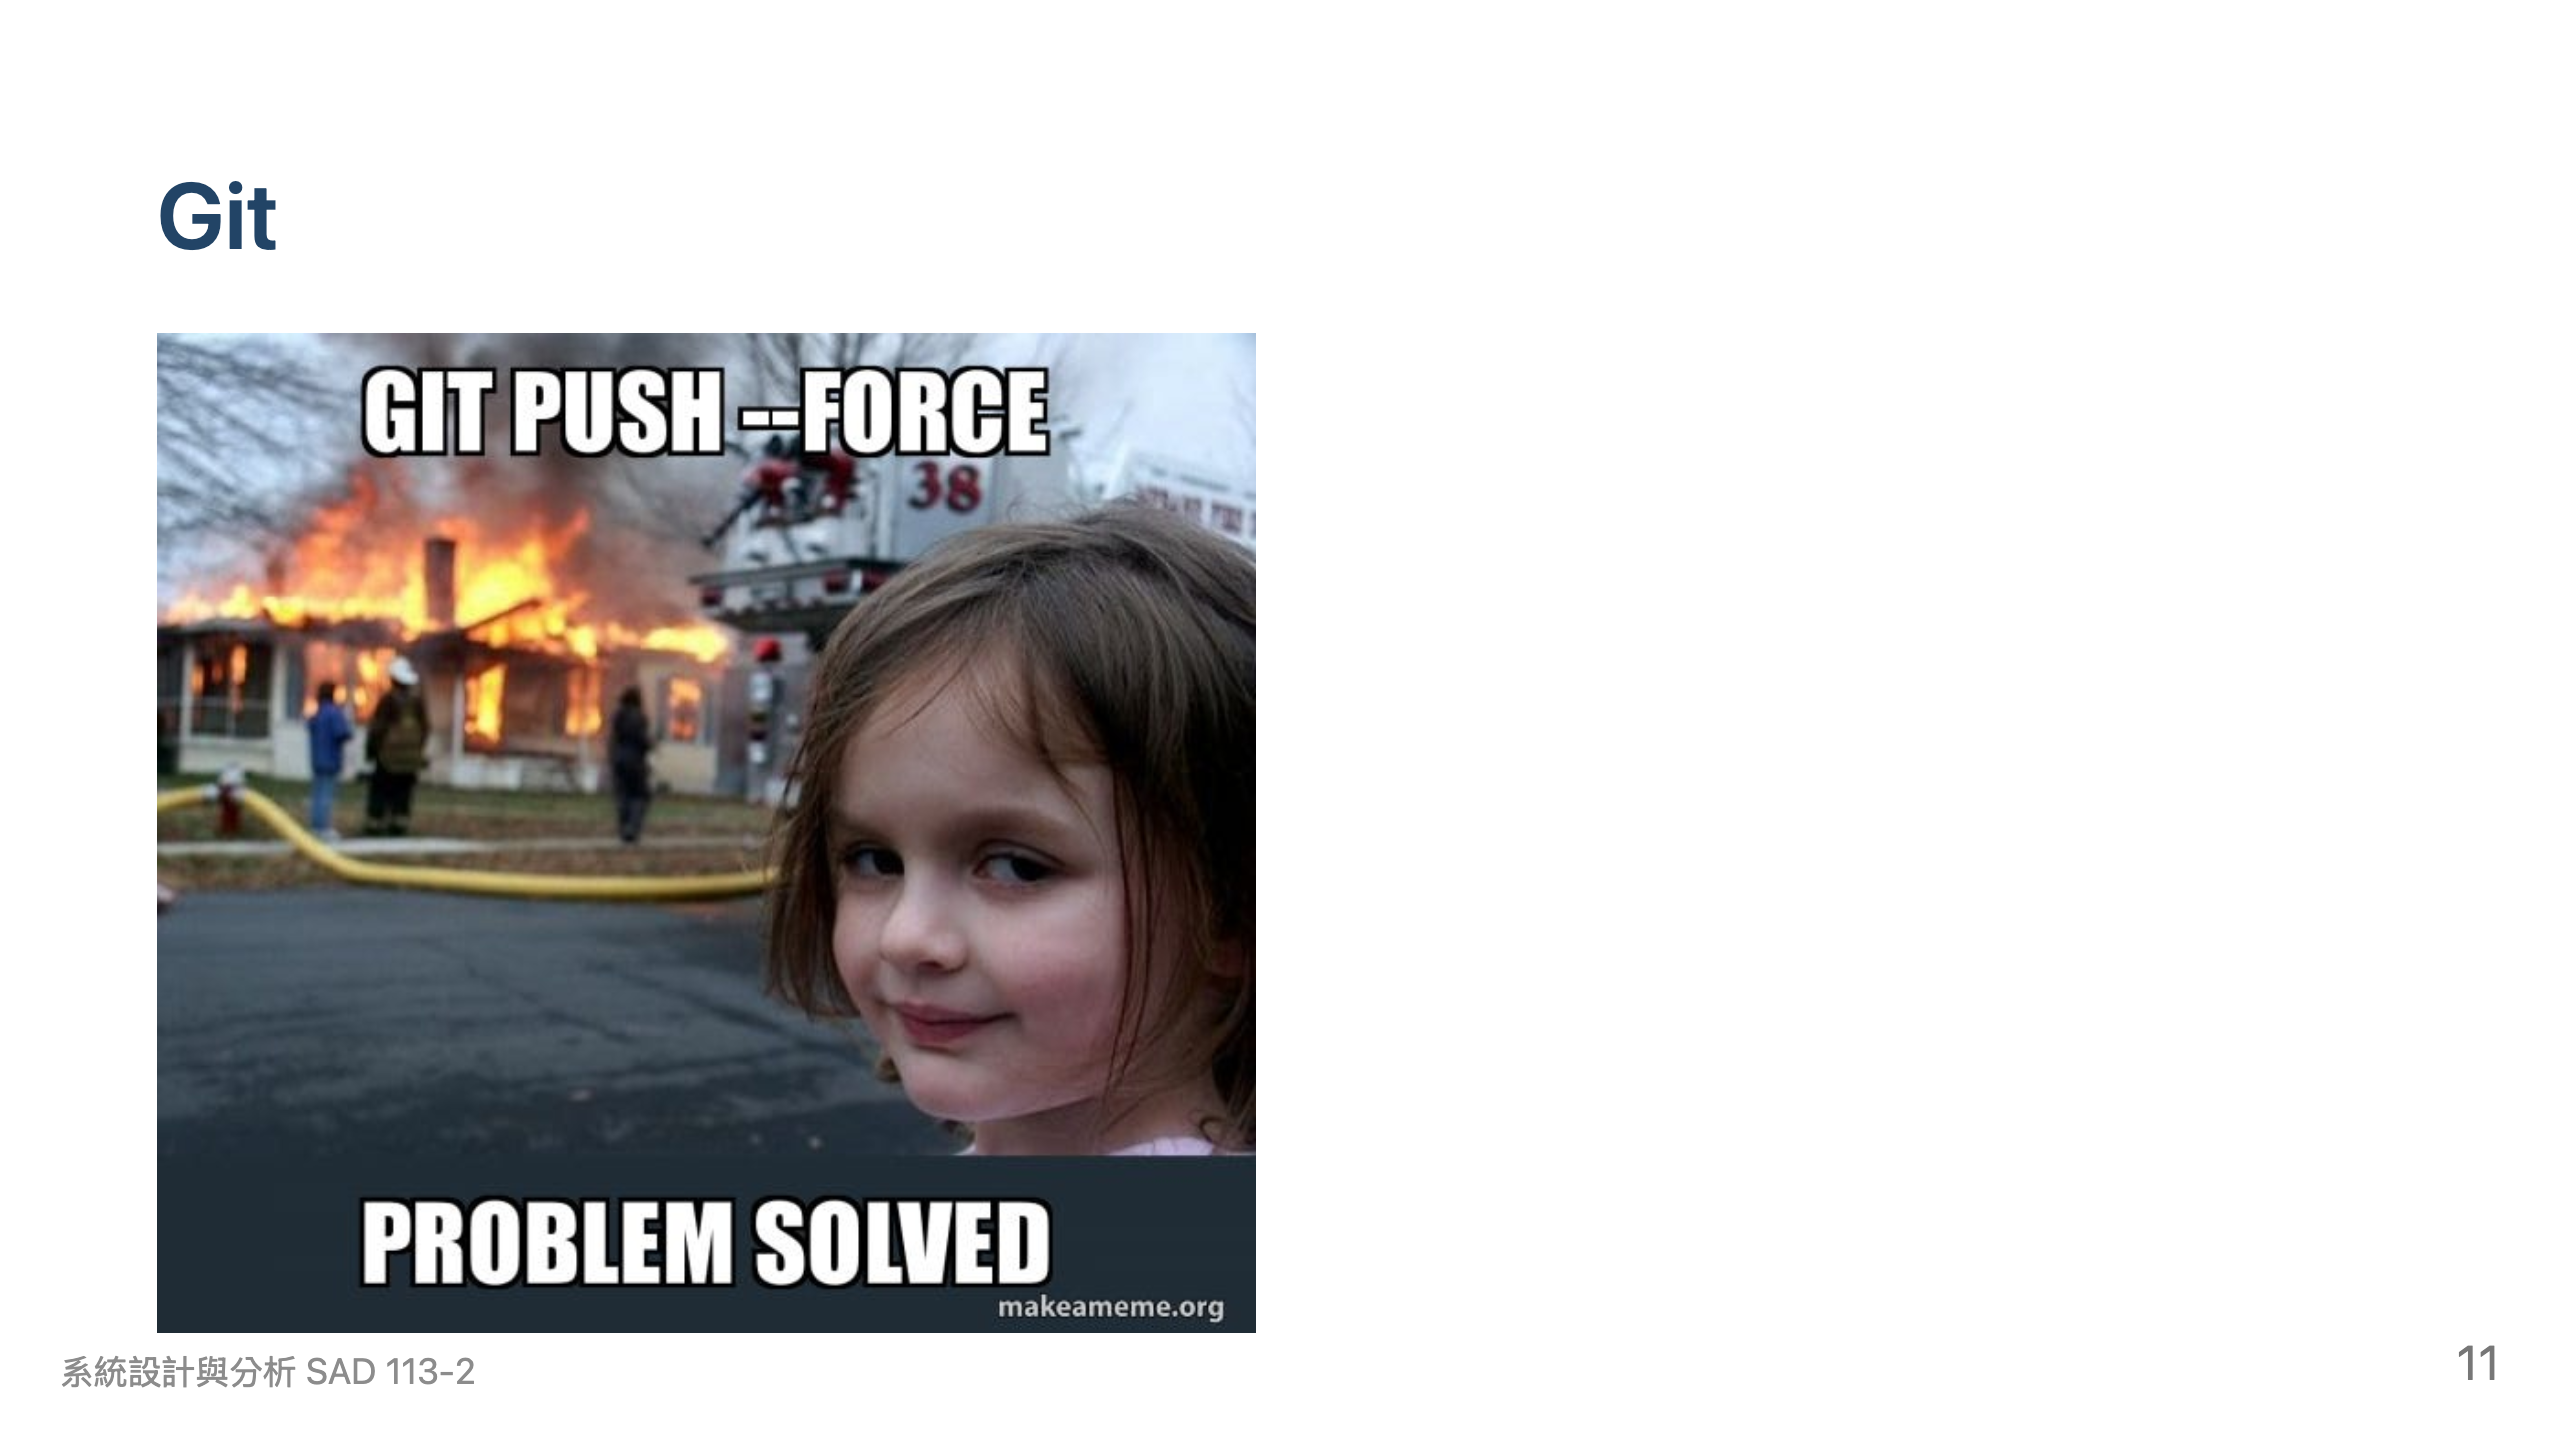 Git
GIT PUSH --FORCE
38
PROBLEM SOLVED
makeameme.org
系統設計與分析 SAD 113-2
11